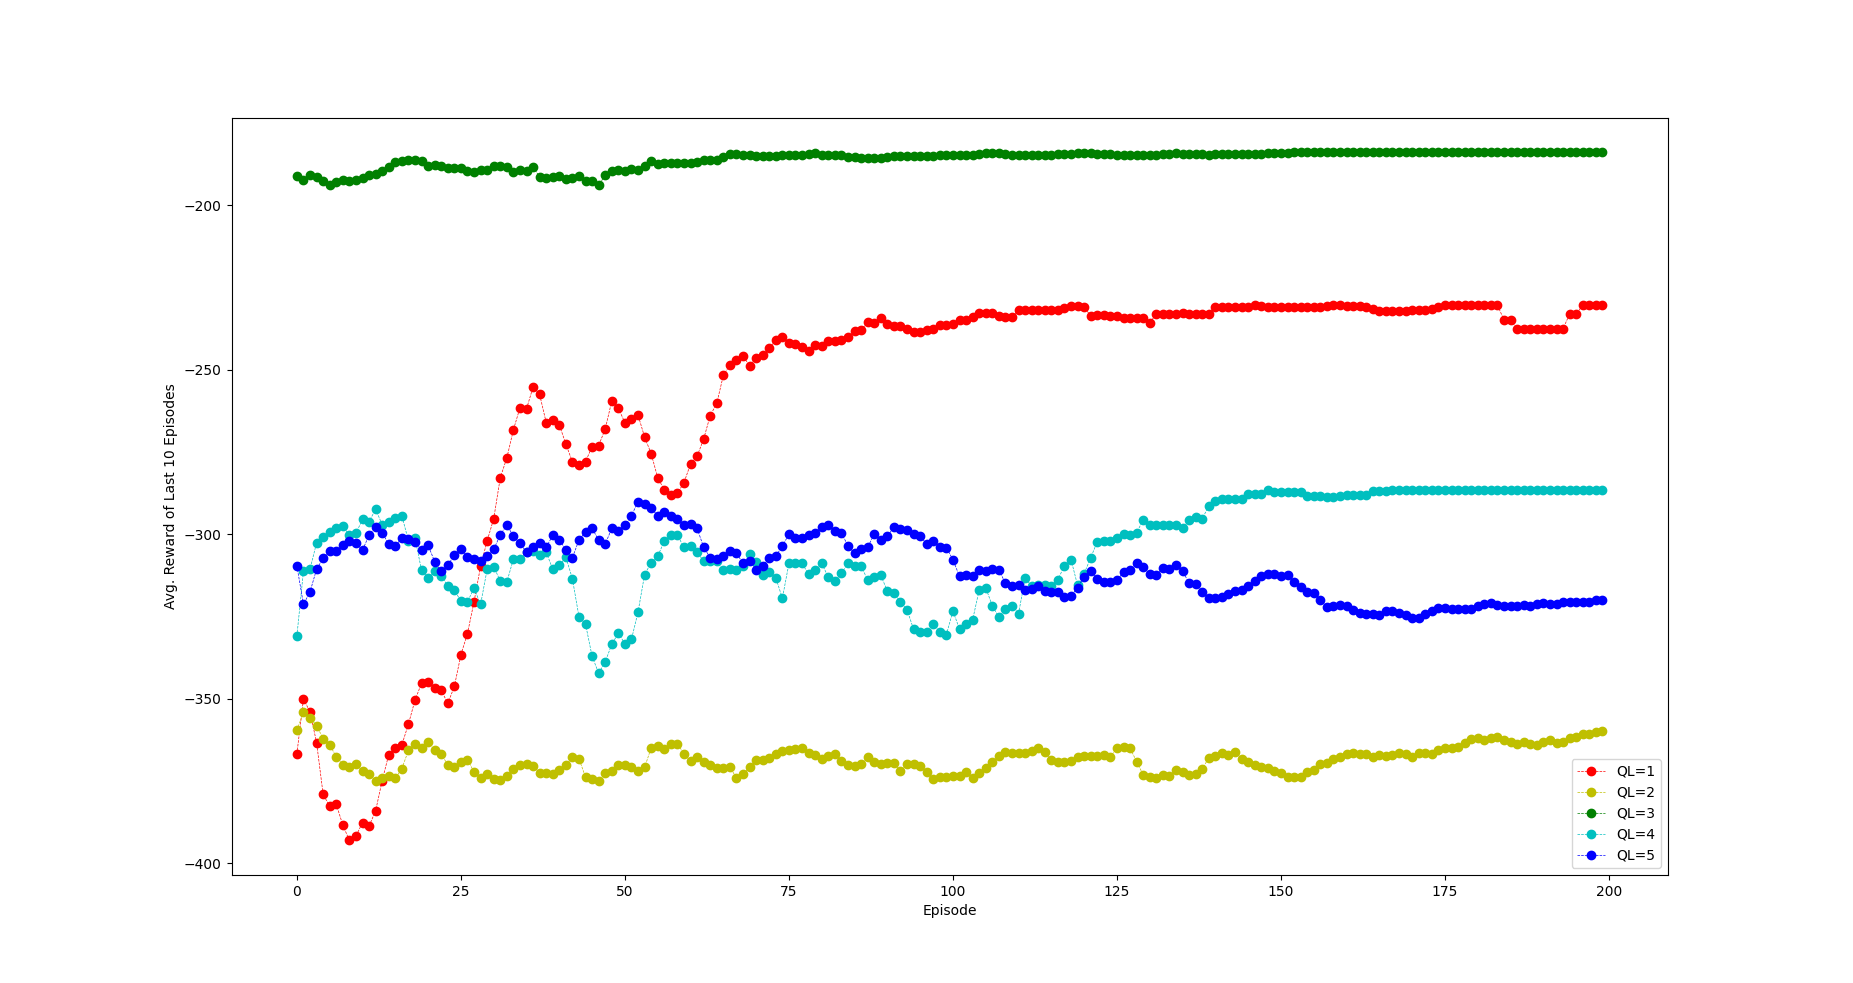 −200
−250
−300
−350
−400
Avg. Reward of Last 10 Episodes
0 25 50 75 100 125 150 175 200
Episode
QL=1
QL=2
QL=3
QL=4
QL=5